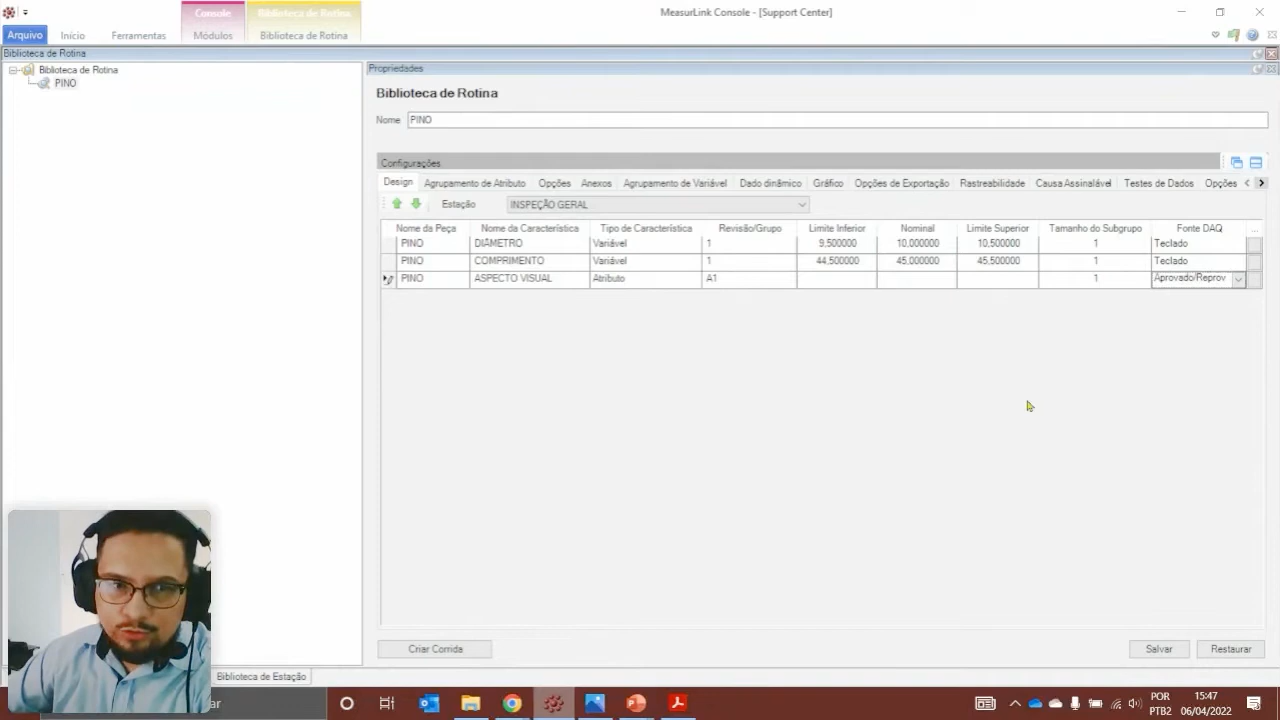 Console Biblioteca de Rotina MeasurLink Console - [Support Center]
Arquivo Início Ferramentas Módulos Biblioteca de Rotina
Biblioteca de Rotina
Biblioteca de Rotina
PINO
Propriedades
Biblioteca de Rotina
Nome PINO
Configurações
Design Agrupamento de Atributo Opções Anexos Agrupamento de Variável Dado dinâmico Gráfico Opções de Exportação Rastreabilidade Causa Assinalável Testes de Dados Opções
Estação INSPEÇÃO GERAL
Nome da Peça Nome da Característica Tipo de Característica Revisão/Grupo Limite Inferior Nominal Limite Superior Tamanho do Subgrupo Fonte DAQ ...
PINO DIÂMETRO Variável 1 9,500000 10,000000 10,500000 1 Teclado
PINO COMPRIMENTO Variável 1 44,500000 45,000000 45,500000 1 Teclado
PINO ASPECTO VISUAL Atributo A1 1 Aprovado/Reprov
Criar Corrida Salvar Restaurar
Biblioteca de Estação
ar
POR 15:47
PTB2 06/04/2022